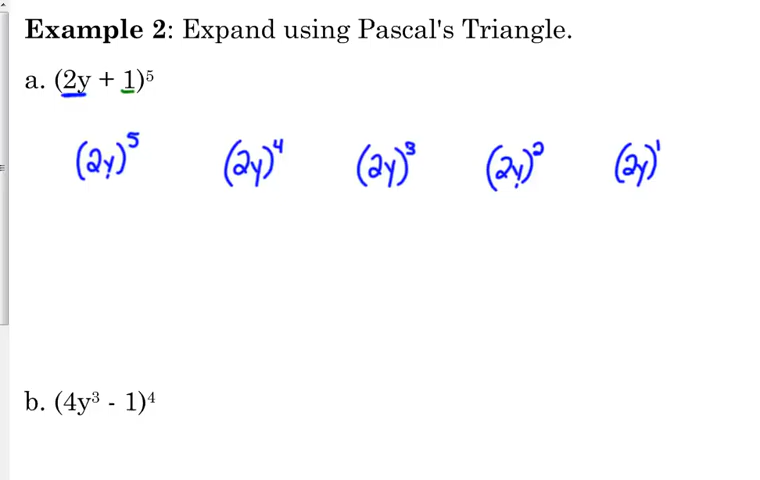 Example 2: Expand using Pascal's Triangle.
a. (2y + 1)⁵
(2y)⁵ (2y)⁴ (2y)³ (2y)² (2y)¹
b. (4y³ - 1)⁴